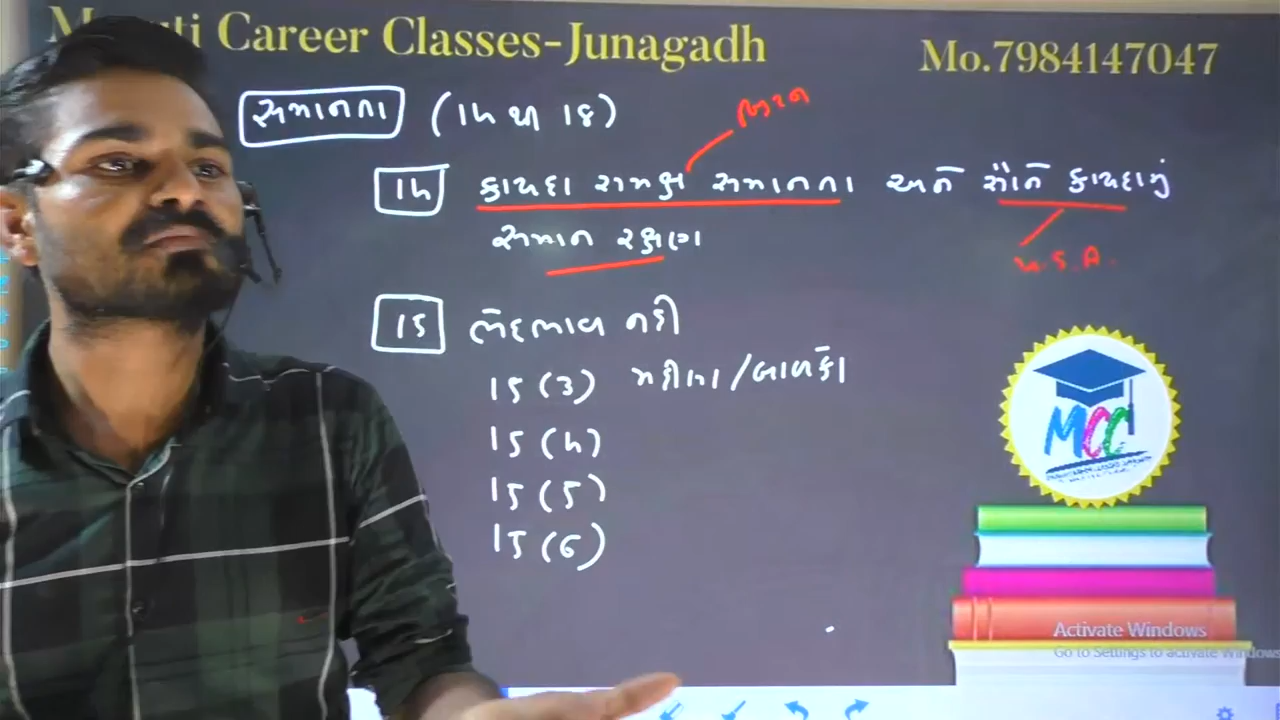 Career Classes-Junagadh
Mo.7984147047
સમાનતા (14 થી 18)
14 કાયદા સમક્ષ સમાનતા અને સૌને કાયદાનું
સમાન રક્ષણ
U.S.A.
15 ભેદભાવ નહી
15 (3) મહીલા/બાળકો
15 (4)
15 (5)
15 (6)
MCC
Activate Windows
Go to Settings to activate Windows